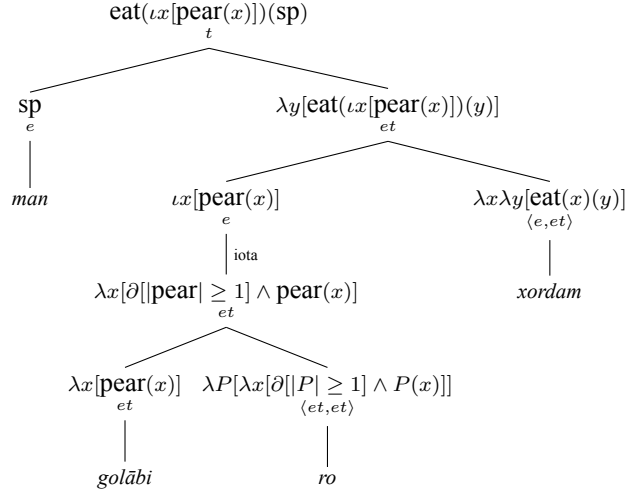 eat(ιx[pear(x)])(sp)
t
sp
e
λy[eat(ιx[pear(x)])(y)]
et
man
ιx[pear(x)]
e
λxλy[eat(x)(y)]
⟨e,et⟩
iota
xordam
λx[∂[|pear| ≥ 1] ∧ pear(x)]
et
λx[pear(x)]
et
λP[λx[∂[|P| ≥ 1] ∧ P(x)]]
⟨et,et⟩
golābi
ro